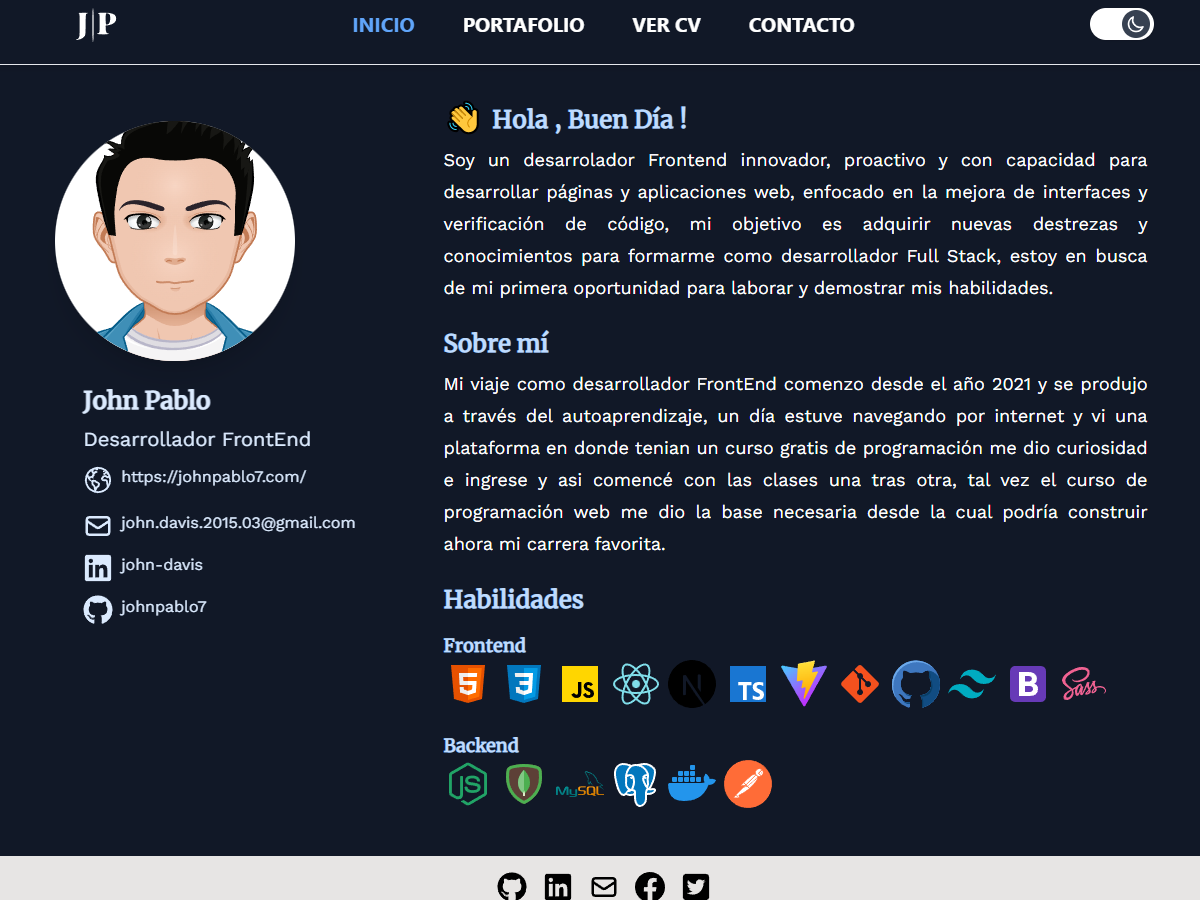 J|P
INICIO PORTAFOLIO VER CV CONTACTO
John Pablo
Desarrollador FrontEnd
https://johnpablo7.com/
john.davis.2015.03@gmail.com
john-davis
johnpablo7
Hola , Buen Día !
Soy un desarrolador Frontend innovador, proactivo y con capacidad para
desarrollar páginas y aplicaciones web, enfocado en la mejora de interfaces y
verificación de código, mi objetivo es adquirir nuevas destrezas y
conocimientos para formarme como desarrollador Full Stack, estoy en busca
de mi primera oportunidad para laborar y demostrar mis habilidades.
Sobre mí
Mi viaje como desarrollador FrontEnd comenzo desde el año 2021 y se produjo
a través del autoaprendizaje, un día estuve navegando por internet y vi una
plataforma en donde tenian un curso gratis de programación me dio curiosidad
e ingrese y asi comencé con las clases una tras otra, tal vez el curso de
programación web me dio la base necesaria desde la cual podría construir
ahora mi carrera favorita.
Habilidades
Frontend
5 3 JS N TS B Sass
Backend
JS MySQL